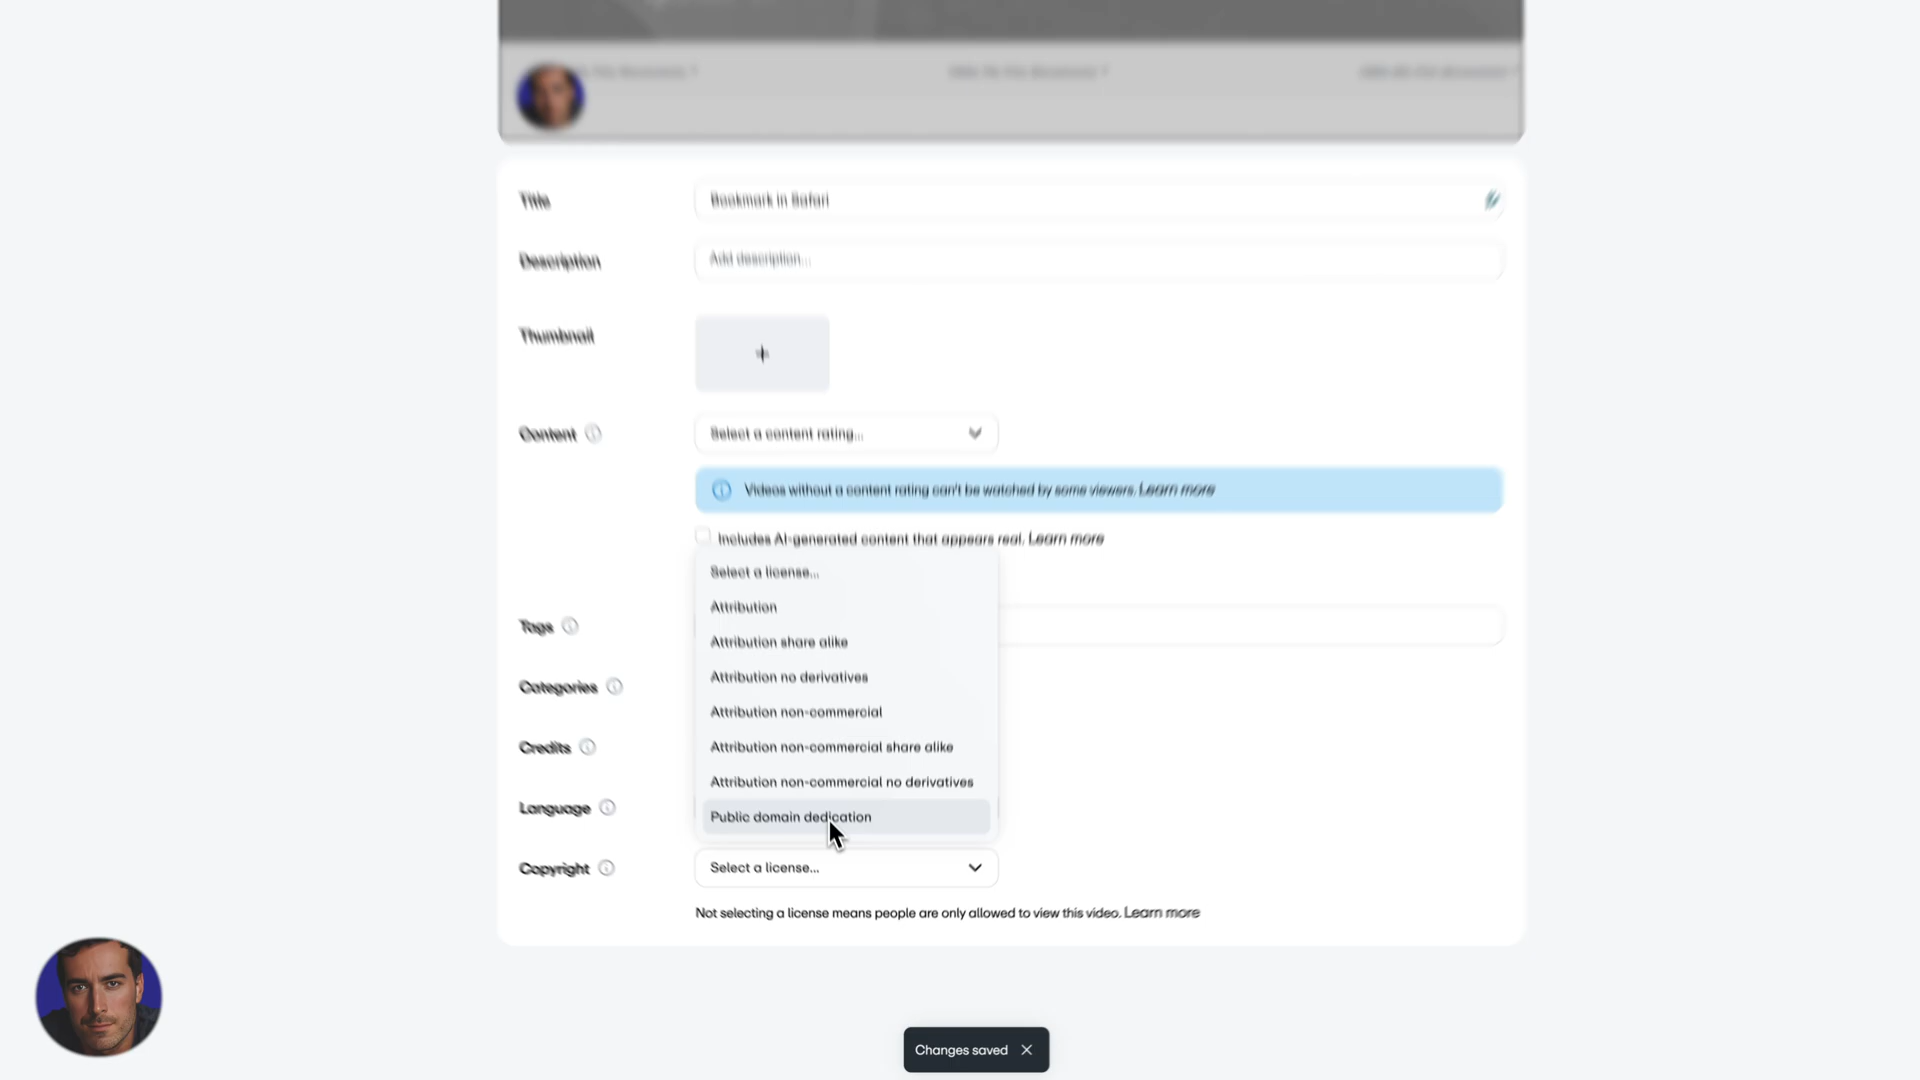 Title
Bookmark in Safari
Description
Add description...
Thumbnail
+
Content
Select a content rating...
Videos without a content rating can't be watched by some viewers. Learn more
Includes AI-generated content that appears real. Learn more
Select a license...
Attribution
Attribution share alike
Tags
Attribution no derivatives
Categories
Attribution non-commercial
Credits
Attribution non-commercial share alike
Attribution non-commercial no derivatives
Language
Public domain dedication
Copyright
Select a license...
Not selecting a license means people are only allowed to view this video. Learn more
Changes saved